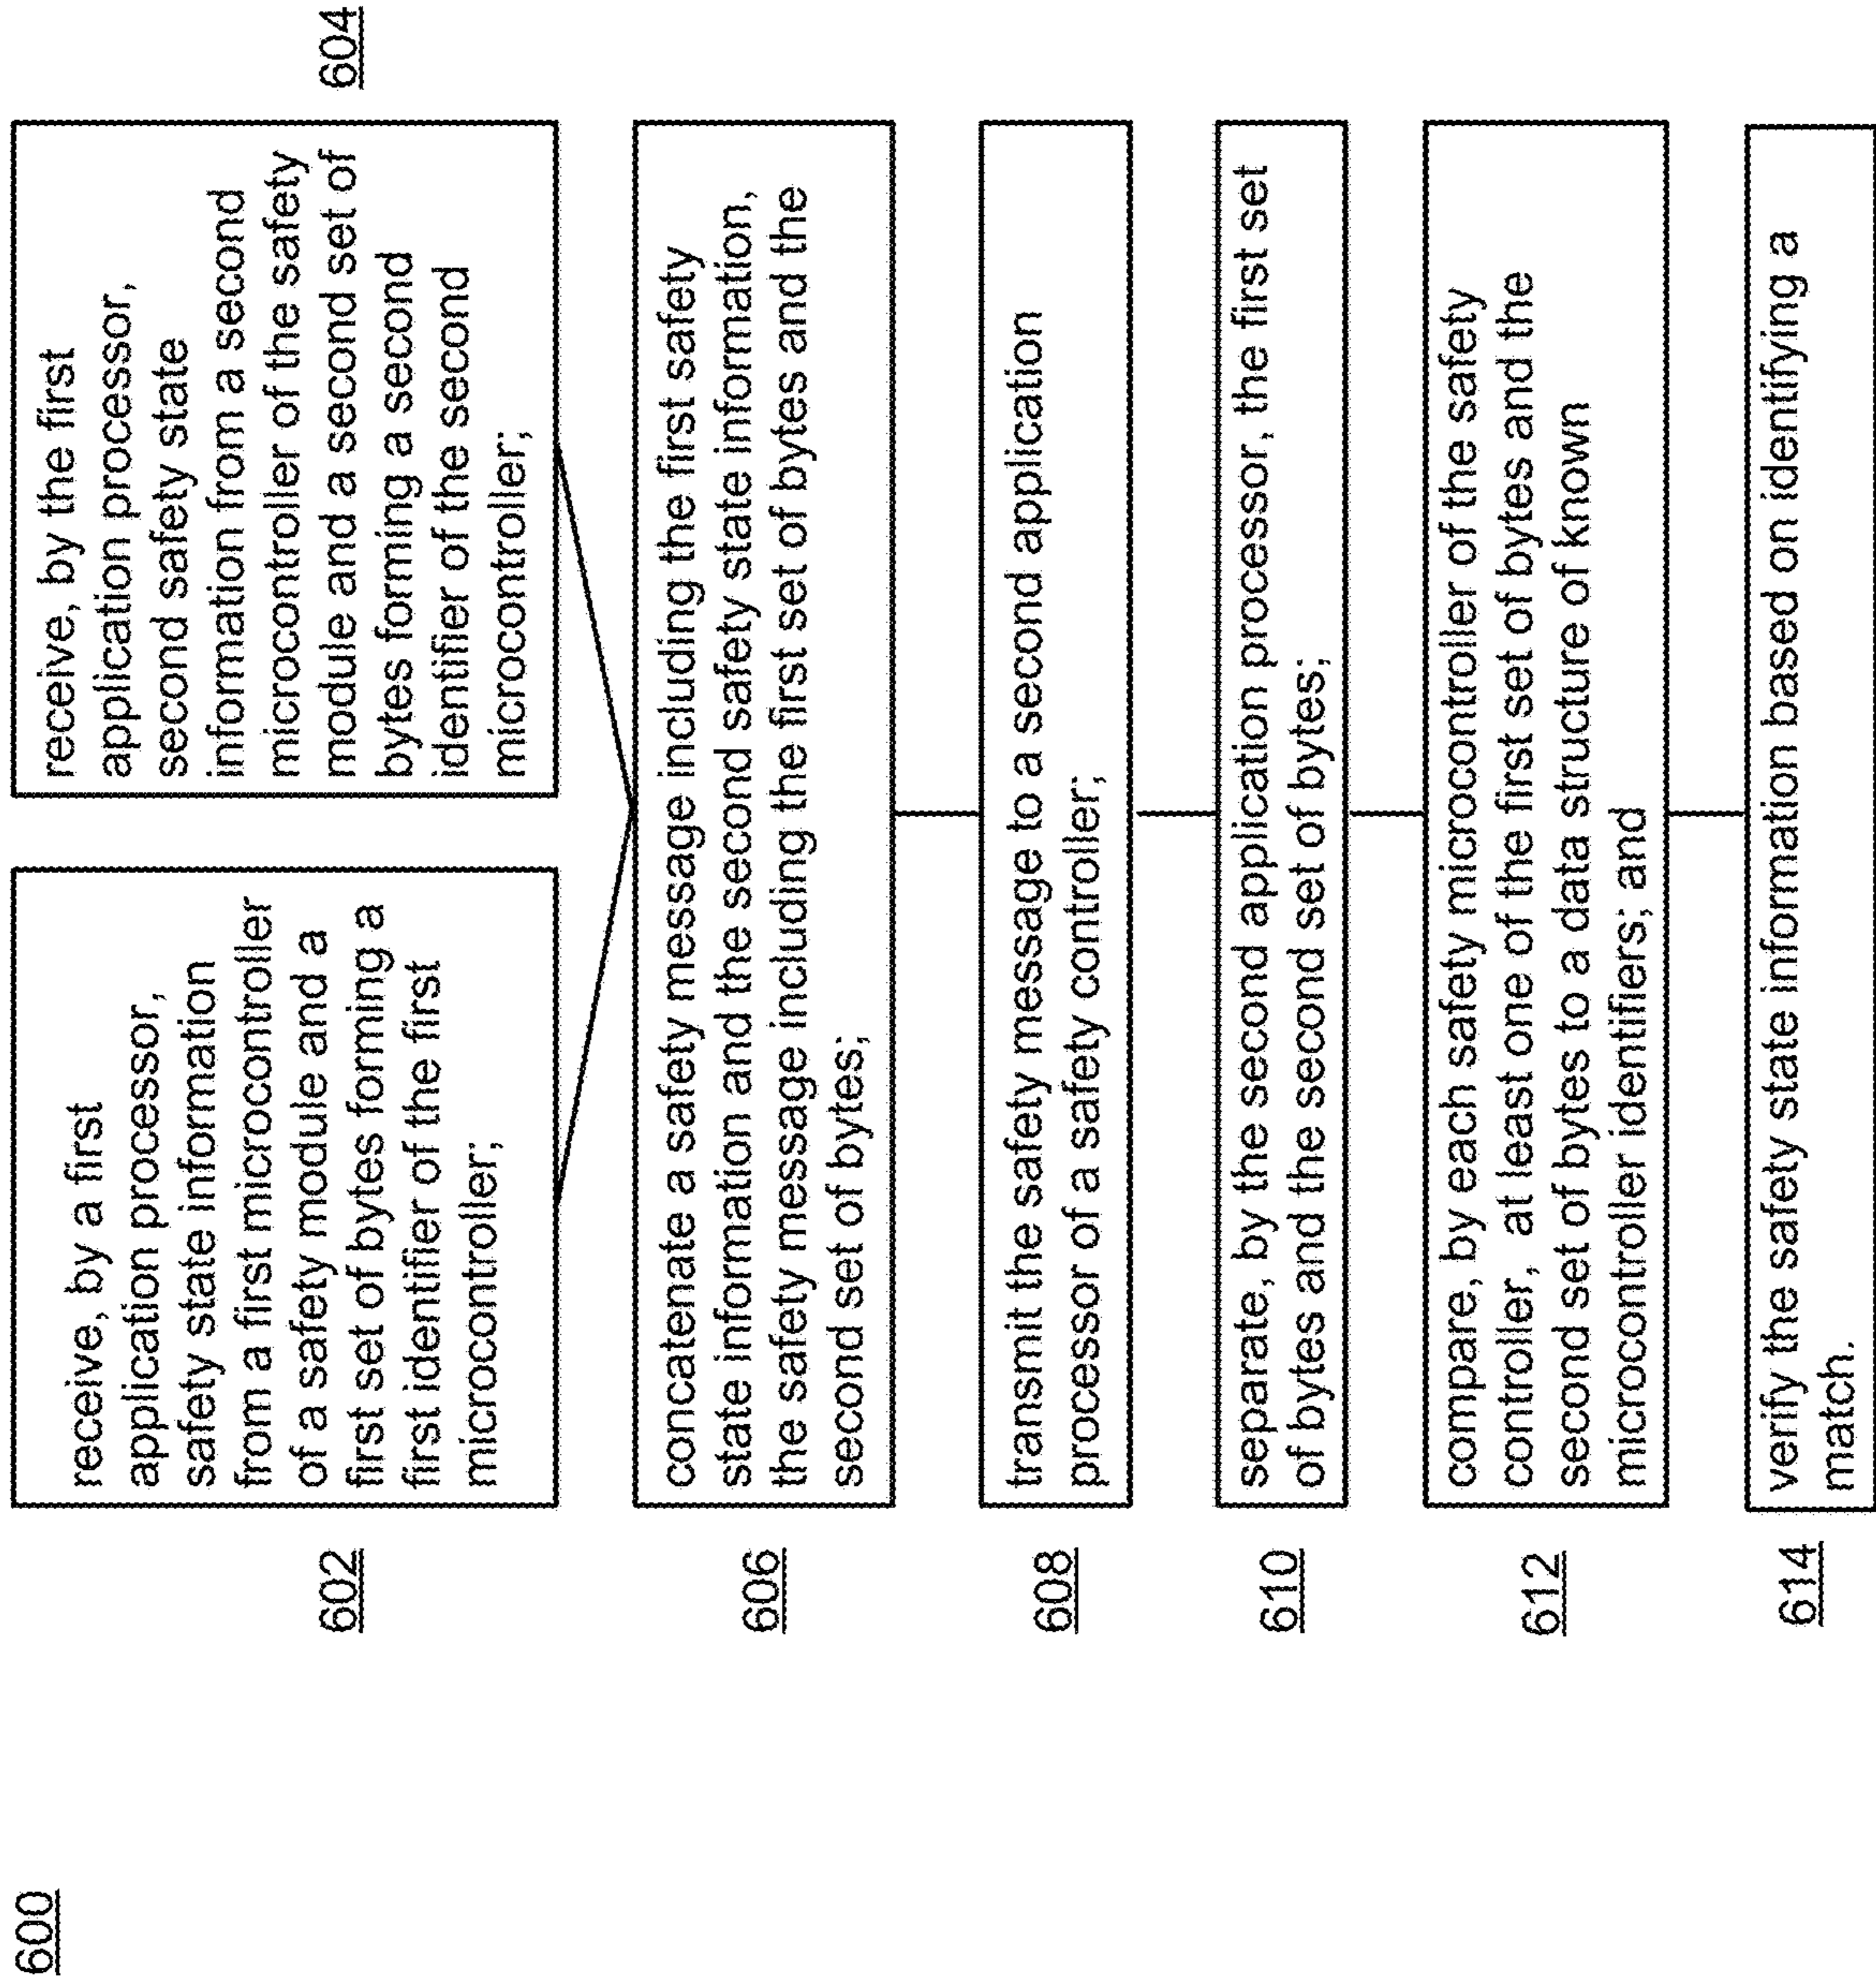 600
602
receive, by a first
application processor,
safety state information
from a first microcontroller
of a safety module and a
first set of bytes forming a
first identifier of the first
microcontroller;
receive, by the first
application processor,
second safety state
information from a second
microcontroller of the safety
module and a second set of
bytes forming a second
identifier of the second
microcontroller;
604
606
concatenate a safety message including the first safety
state information and the second safety state information,
the safety message including the first set of bytes and the
second set of bytes;
608
transmit the safety message to a second application
processor of a safety controller;
610
separate, by the second application processor, the first set
of bytes and the second set of bytes;
612
compare, by each safety microcontroller of the safety
controller, at least one of the first set of bytes and the
second set of bytes to a data structure of known
microcontroller identifiers; and
614
verify the safety state information based on identifying a
match.